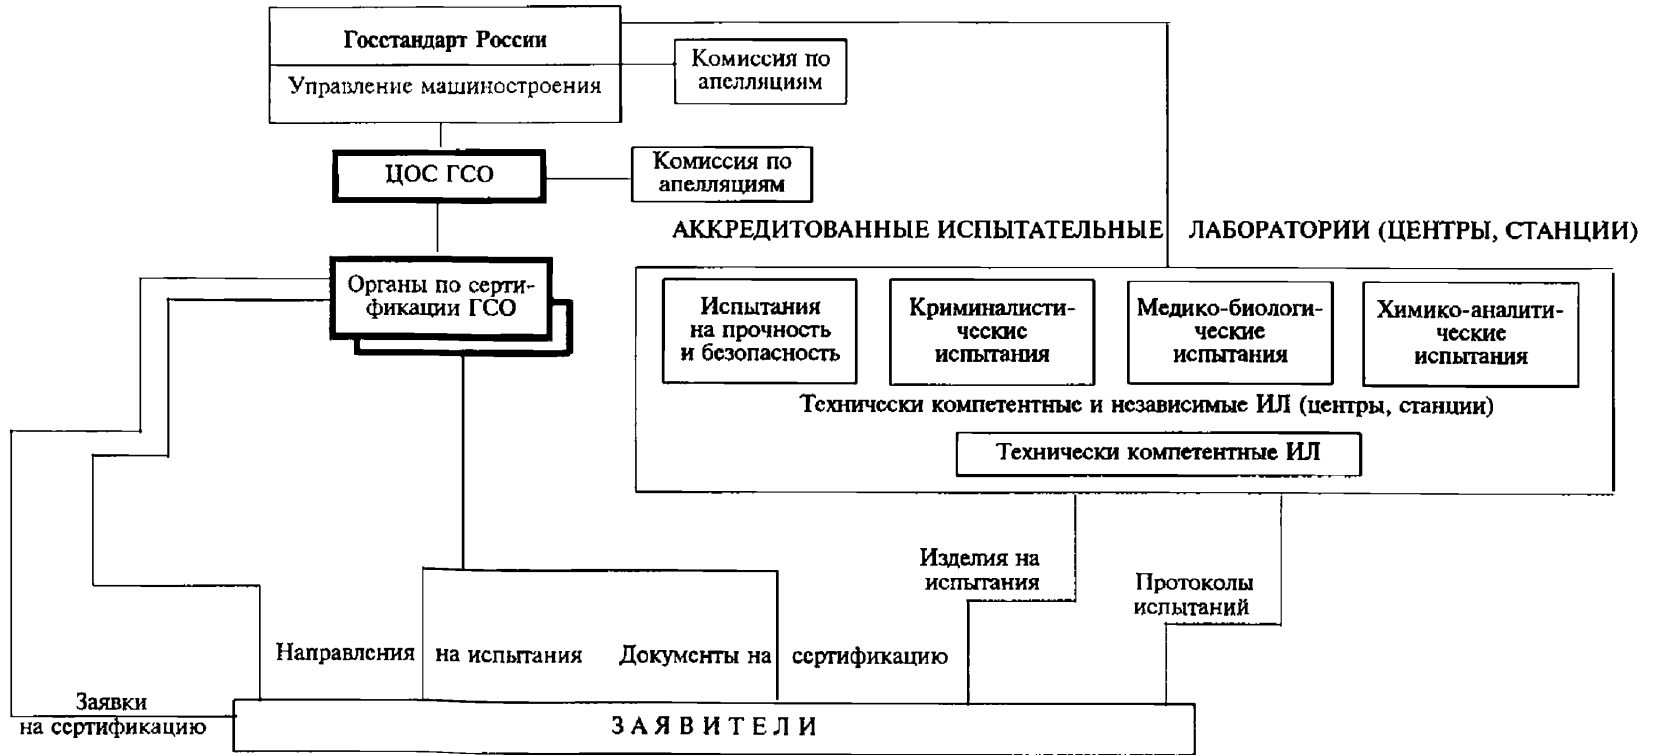 Госстандарт России
Управление машиностроения
Комиссия по
апелляциям
ЦОС ГСО
Комиссия по
апелляциям
АККРЕДИТОВАННЫЕ ИСПЫТАТЕЛЬНЫЕ ЛАБОРАТОРИИ (ЦЕНТРЫ, СТАНЦИИ)
Органы по серти-
фикации ГСО
Испытания
на прочность
и безопасность
Криминалисти-
ческие
испытания
Медико-биологи-
ческие
испытания
Химико-аналити-
ческие
испытания
Технически компетентные и независимые ИЛ (центры, станции)
Технически компетентные ИЛ
Изделия на
испытания
Протоколы
испытаний
Направления на испытания
Документы на сертификацию
Заявки
на сертификацию
ЗАЯВИТЕЛИ